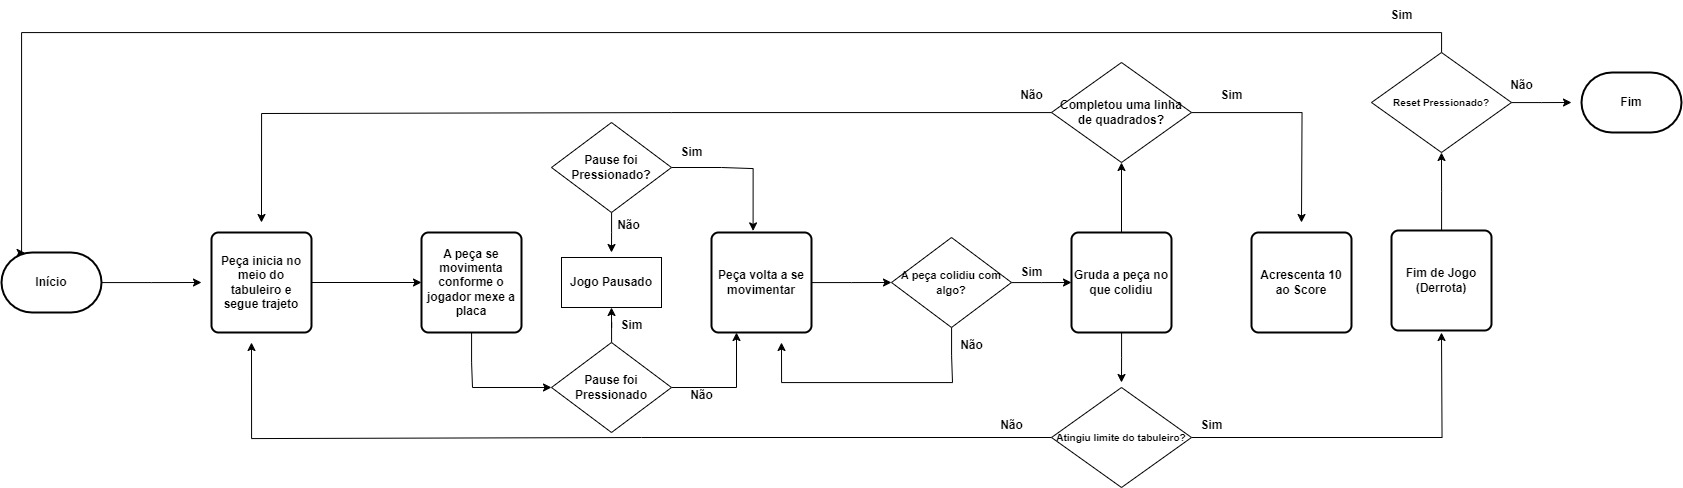 Sim
Não
Completou uma linha
de quadrados?
Sim
Reset Pressionado?
Não
Fim
Pause foi
Pressionado?
Sim
Não
Início
Peça inicia no
meio do
tabuleiro e
segue trajeto
A peça se
movimenta
conforme o
jogador mexe a
placa
Jogo Pausado
Sim
Pause foi
Pressionado
Não
Peça volta a se
movimentar
A peça colidiu com
algo?
Sim
Não
Gruda a peça no
que colidiu
Acrescenta 10
ao Score
Fim de Jogo
(Derrota)
Não
Atingiu limite do tabuleiro?
Sim